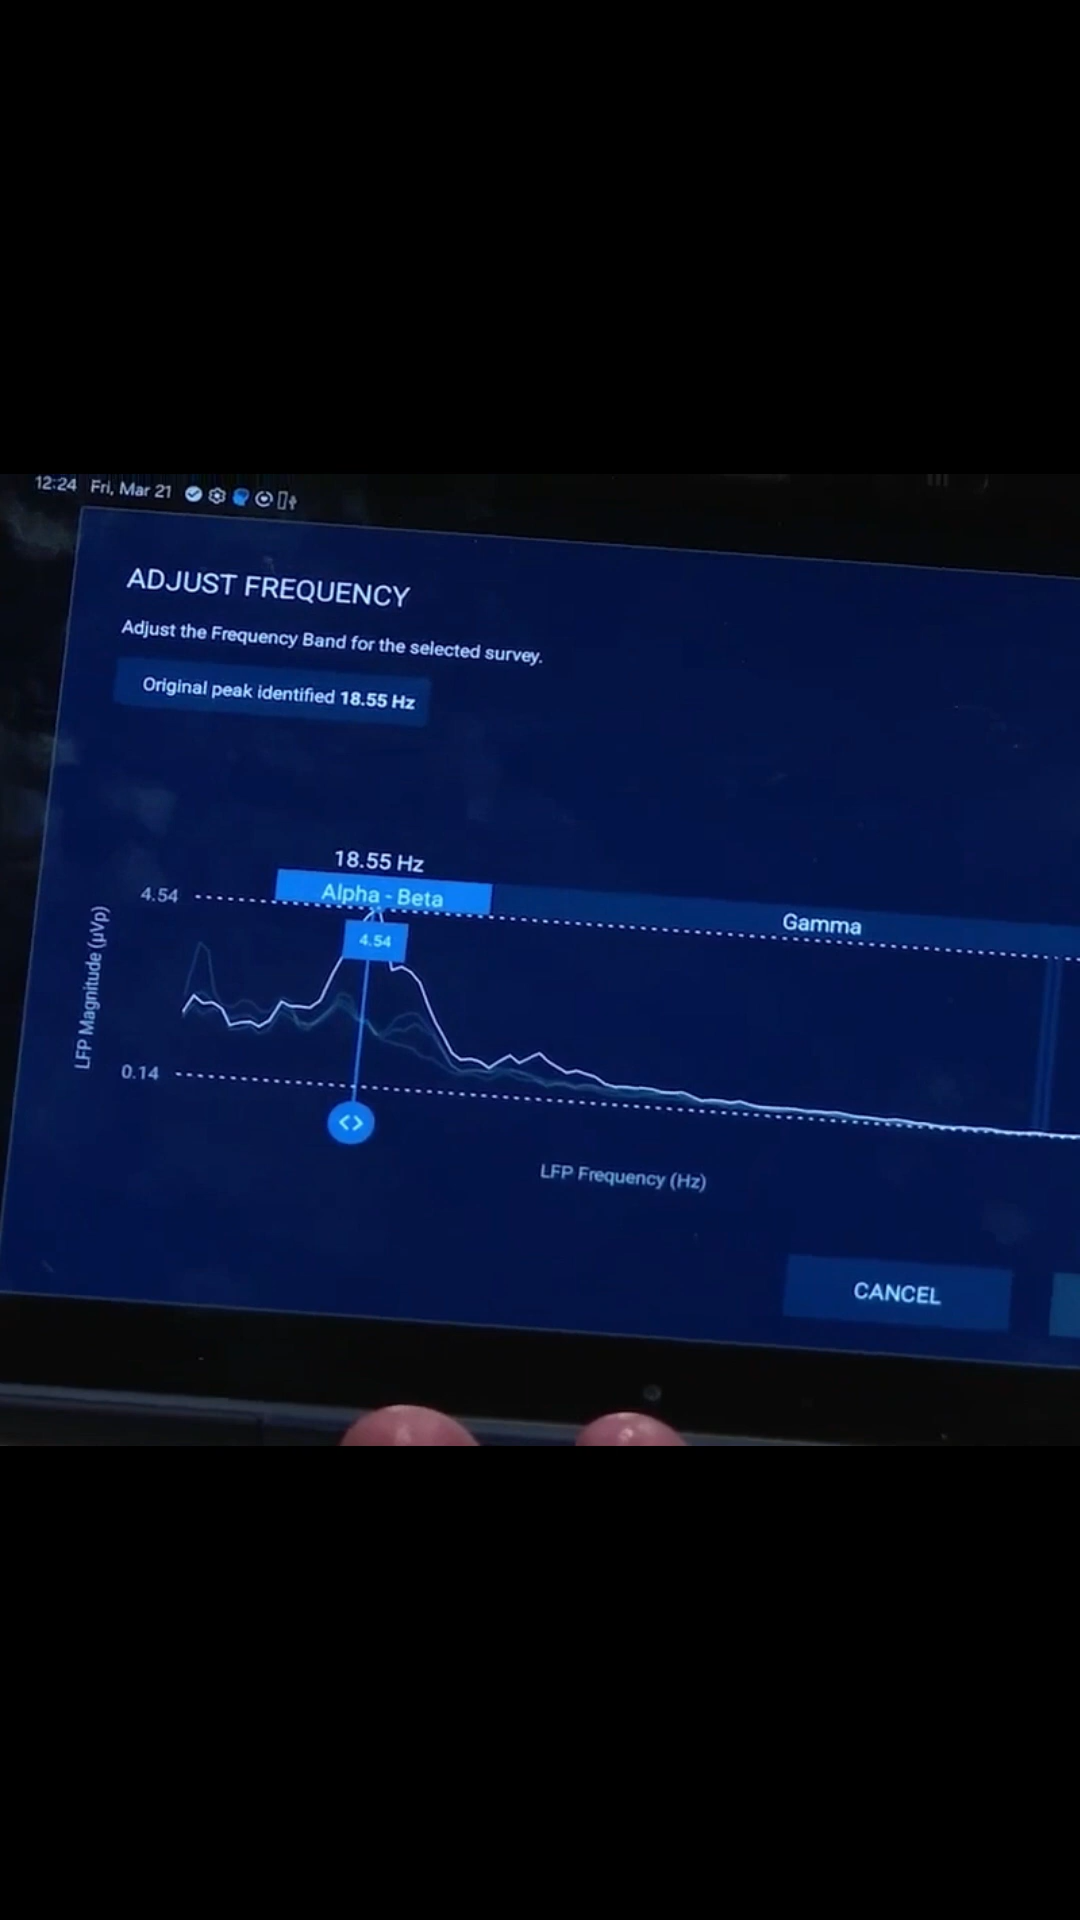 12:24 Fri, Mar 21
ADJUST FREQUENCY
Adjust the Frequency Band for the selected survey.
Original peak identified 18.55 Hz
18.55 Hz
4.54
Alpha - Beta
Gamma
4.54
LFP Magnitude (μVp)
0.14
<>
LFP Frequency (Hz)
CANCEL